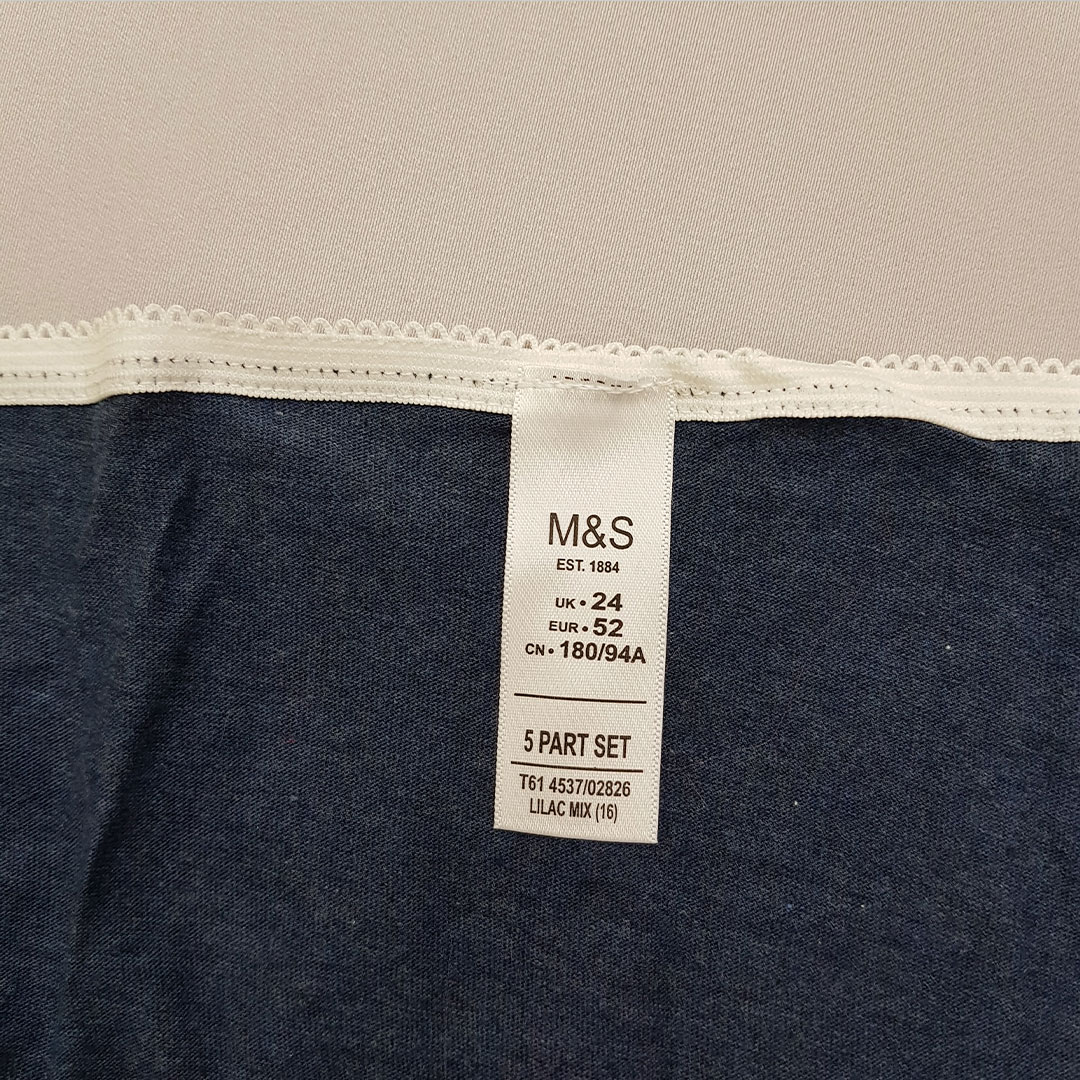 M&S
EST. 1884
UK • 24
EUR • 52
CN • 180/94A
5 PART SET
T61 4537/02826
LILAC MIX (16)